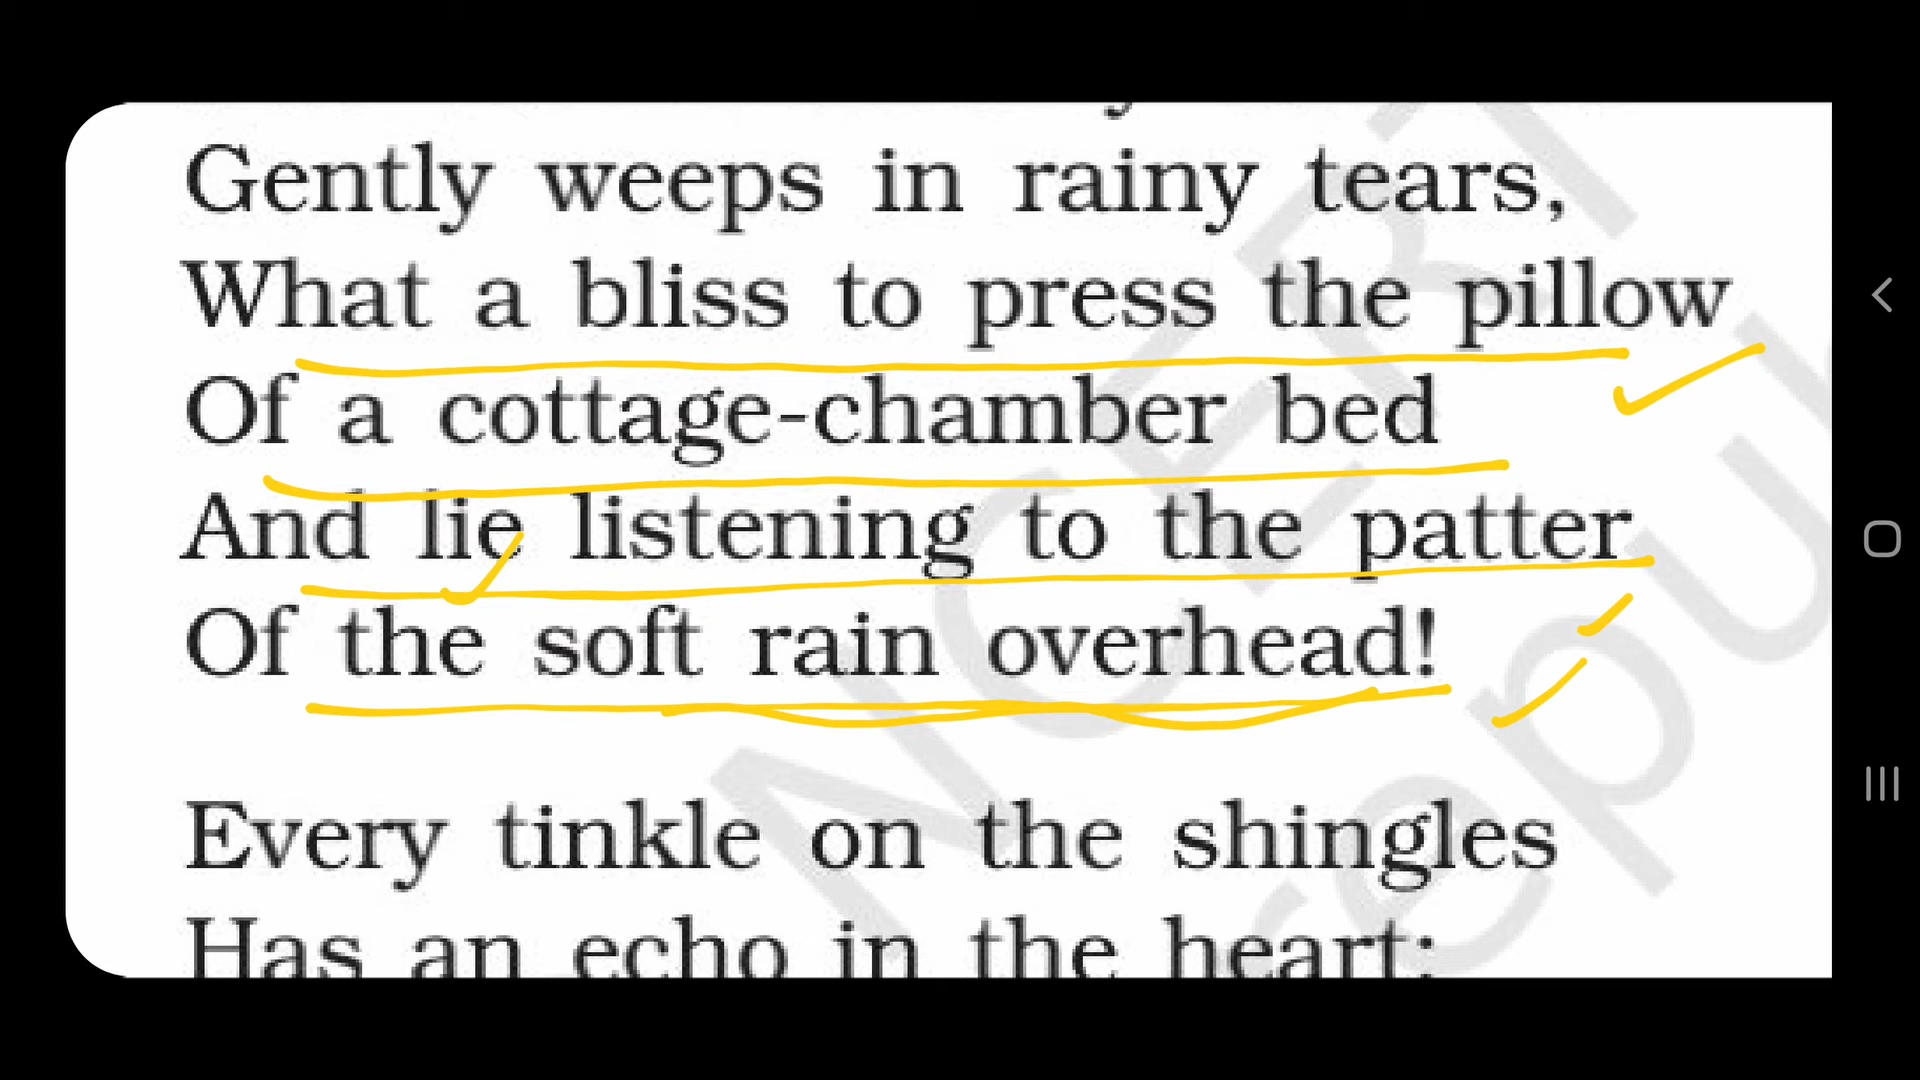 Gently weeps in rainy tears,
What a bliss to press the pillow
Of a cottage-chamber bed
And lie listening to the patter
Of the soft rain overhead!
Every tinkle on the shingles
Has an echo in the heart;